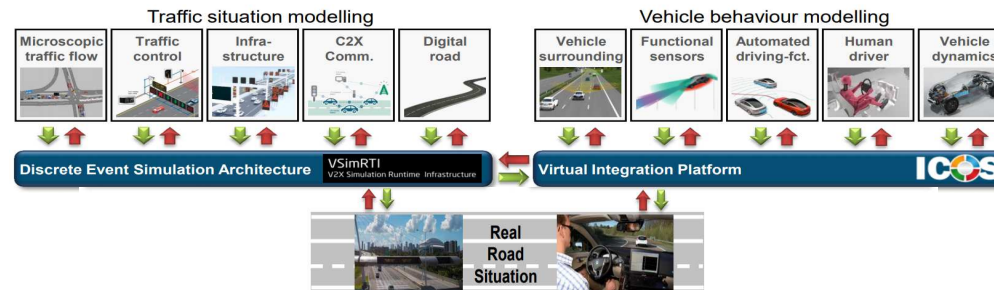 Traffic situation modelling
Vehicle behaviour modelling
Microscopic
traffic flow
Traffic
control
Infra-
structure
C2X
Comm.
Digital
road
Vehicle
surrounding
Functional
sensors
Automated
driving-fct.
Human
driver
Vehicle
dynamics
Discrete Event Simulation Architecture
VSimRTI
V2X Simulation Runtime Infrastructure
Virtual Integration Platform
ICOS
Real
Road
Situation